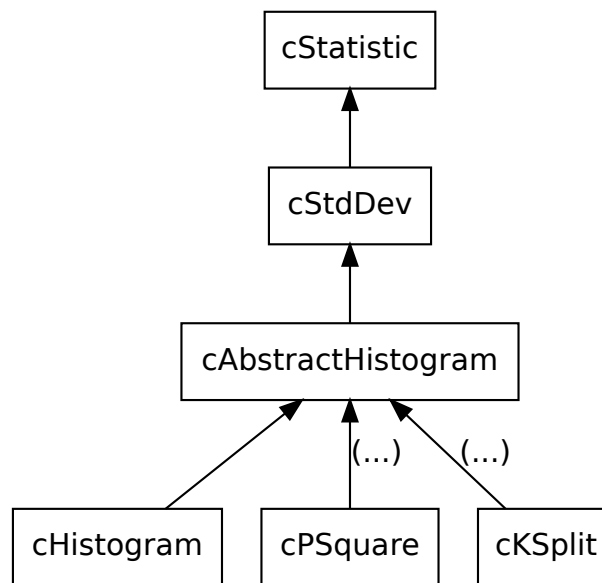 cStatistic
cStdDev
cAbstractHistogram
(...) (...)
cHistogram cPSquare cKSplit